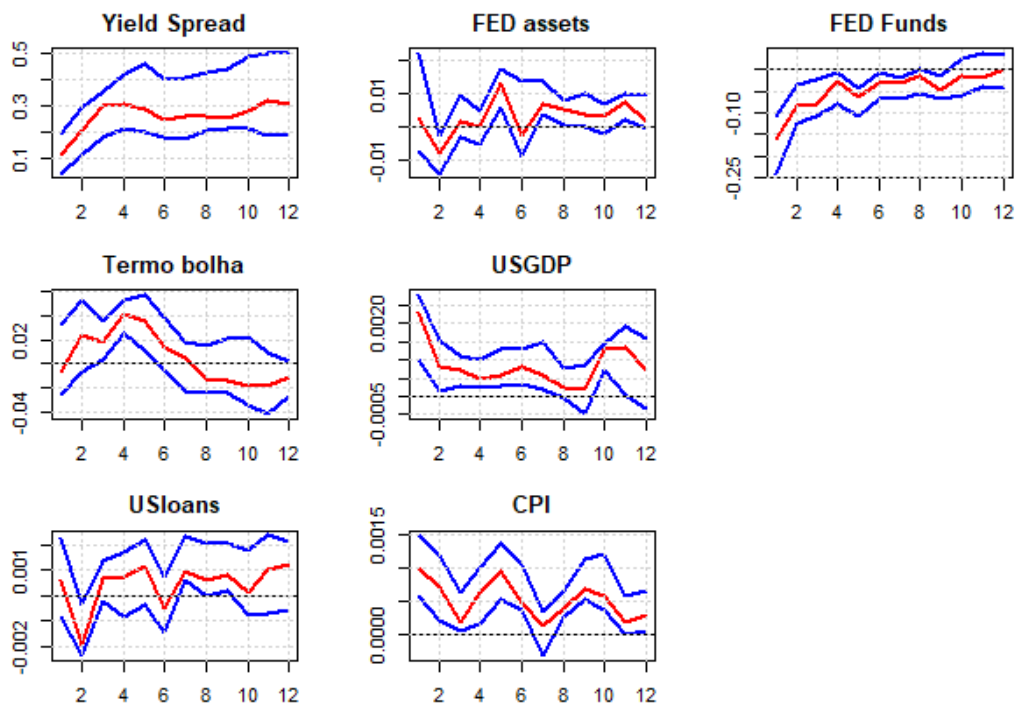 Yield Spread
0.5
0.3
0.1
2 4 6 8 10 12
FED assets
0.01
-0.01
2 4 6 8 10 12
FED Funds
-0.10
-0.25
2 4 6 8 10 12
Termo bolha
0.02
-0.04
2 4 6 8 10 12
USGDP
0.0020
-0.0005
2 4 6 8 10 12
USloans
0.001
-0.002
2 4 6 8 10 12
CPI
0.0015
0.0000
2 4 6 8 10 12